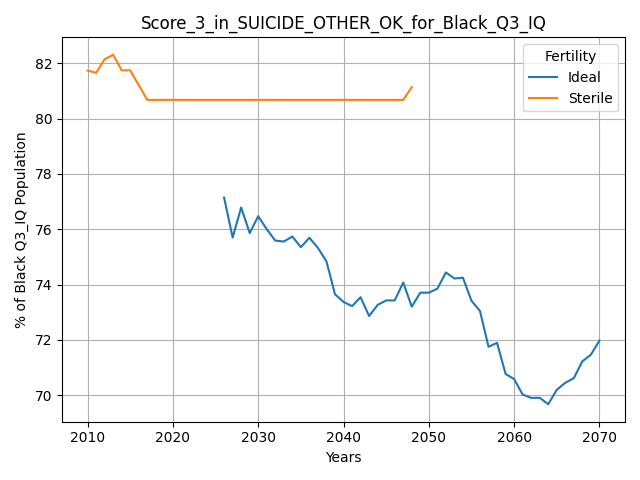 Score_3_in_SUICIDE_OTHER_OK_for_Black_Q3_IQ
Fertility
Ideal
Sterile
% of Black Q3_IQ Population
82
80
78
76
74
72
70
2010
2020
2030
2040
2050
2060
2070
Years